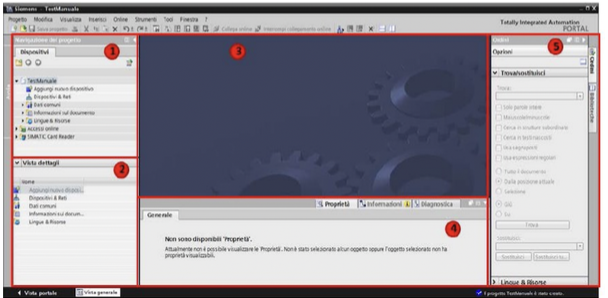 Siemens - TestManuale
Progetto Modifica Visualizza Inserisci Online Strumenti Tool Finestra ?
Totally Integrated Automation
PORTAL
Salva progetto
Collega online
Interrompi collegamento online
Navigazione del progetto
Dispositivi
TestManuale
Aggiungi nuovo dispositivo
Dispositivi & Reti
Dati comuni
Informazioni sul documento
Lingue & Risorse
Accessi online
SIMATIC Card Reader
1
Vista dettagli
2
Nome
Aggiungi nuovo dispo...
Dispositivi & Reti
Dati comuni
Informazioni sul docum...
Lingue & Risorse
3
Proprietà Informazioni Diagnostica
Generale
4
Non sono disponibili 'Proprietà'.
Attualmente non è possibile visualizzare le 'Proprietà'. Non è stato selezionato alcun oggetto oppure l'oggetto selezionato non ha
proprietà visualizzabili.
Ordini
5
Opzioni
Trova/sostituisci
Trova:
Solo parole intere
Maiuscole/minuscole
Cerca in strutture subordinate
Cerca in testi nascosti
Usa segnaposti
Usa espressioni regolari
Tutto il documento
Dalla posizione attuale
Selezione
Giù
Su
Trova
Sostituisci:
Sostituisci
Lingue & Risorse
Ordini
Biblioteche
Vista portale
Vista generale
Il progetto TestManuale è stato creato.